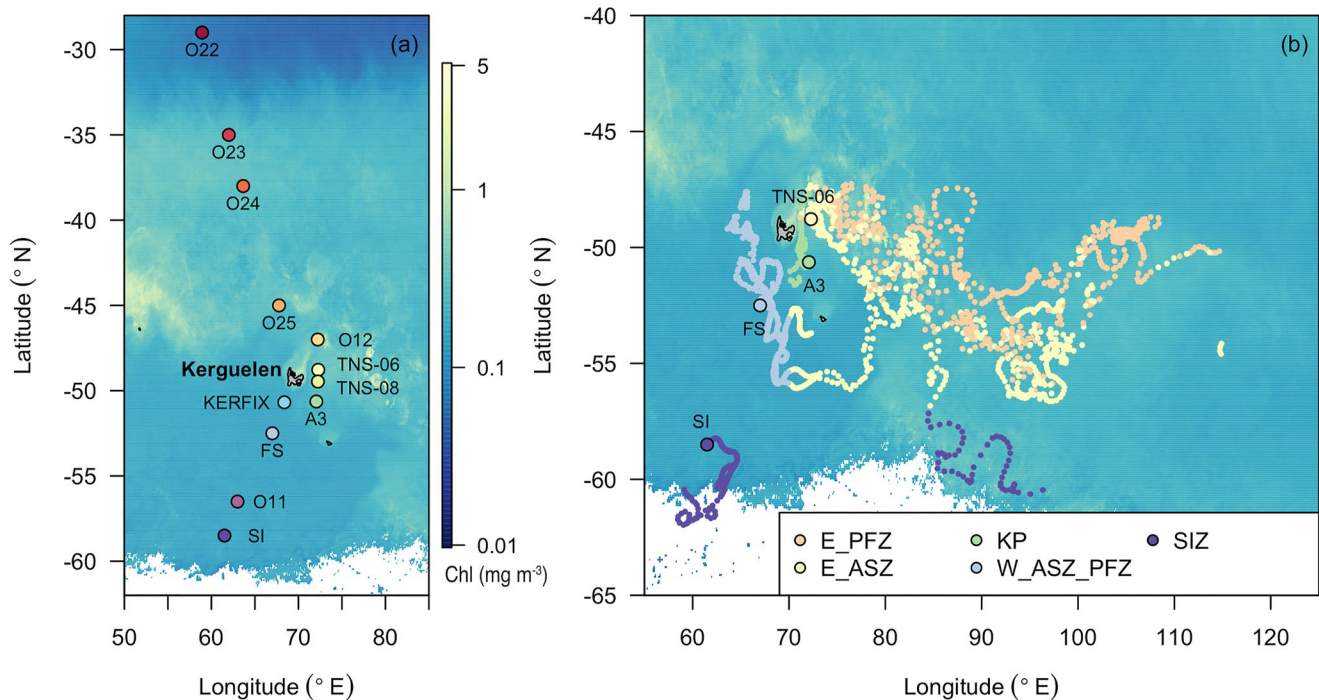 (a)
-30
-35
-40
-45
-50
-55
-60
Latitude (° N)
50
60
70
80
Longitude (° E)
O22
O23
O24
O25
O12
Kerguelen
TNS-06
TNS-08
KERFIX
A3
FS
O11
SI
5
1
0.1
0.01
Chl (mg m-3)
(b)
-40
-45
-50
-55
-60
-65
Latitude (° N)
TNS-06
A3
FS
SI
E_PFZ
KP
SIZ
E_ASZ
W_ASZ_PFZ
60
70
80
90
100
110
120
Longitude (° E)